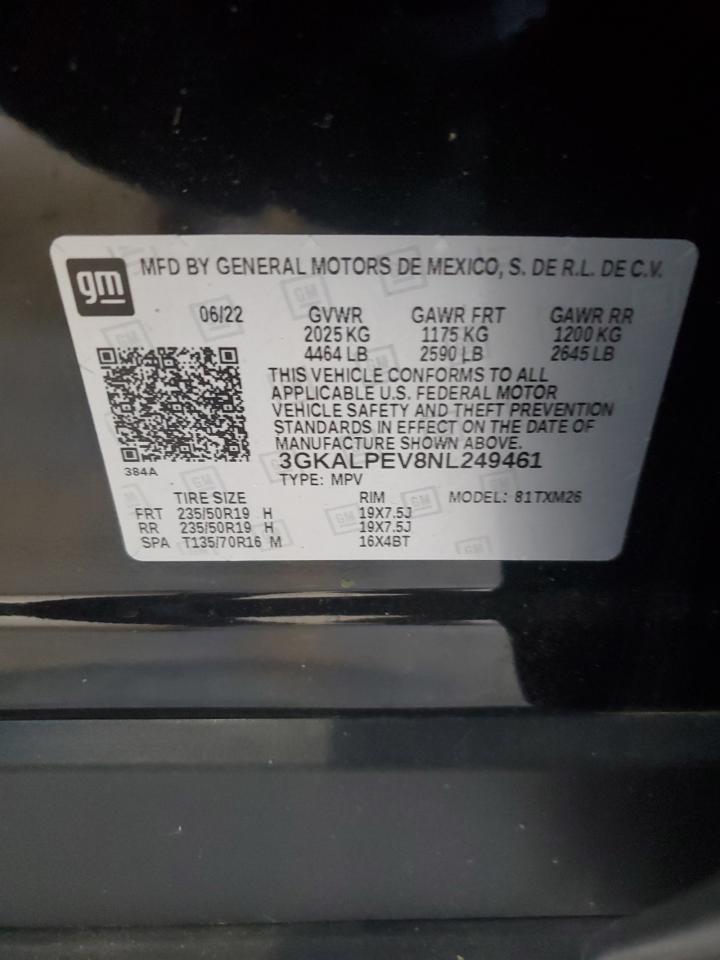 gm MFD BY GENERAL MOTORS DE MEXICO, S. DE R.L. DE C.V.
06/22 GVWR GAWR FRT GAWR RR
2025 KG 1175 KG 1200 KG
4464 LB 2590 LB 2645 LB
THIS VEHICLE CONFORMS TO ALL
APPLICABLE U.S. FEDERAL MOTOR
VEHICLE SAFETY AND THEFT PREVENTION
STANDARDS IN EFFECT ON THE DATE OF
MANUFACTURE SHOWN ABOVE.
3GKALPEV8NL249461
384A TYPE: MPV
TIRE SIZE RIM MODEL: 81TXM26
FRT 235/50R19 H 19X7.5J
RR 235/50R19 H 19X7.5J
SPA T135/70R16 M 16X4BT